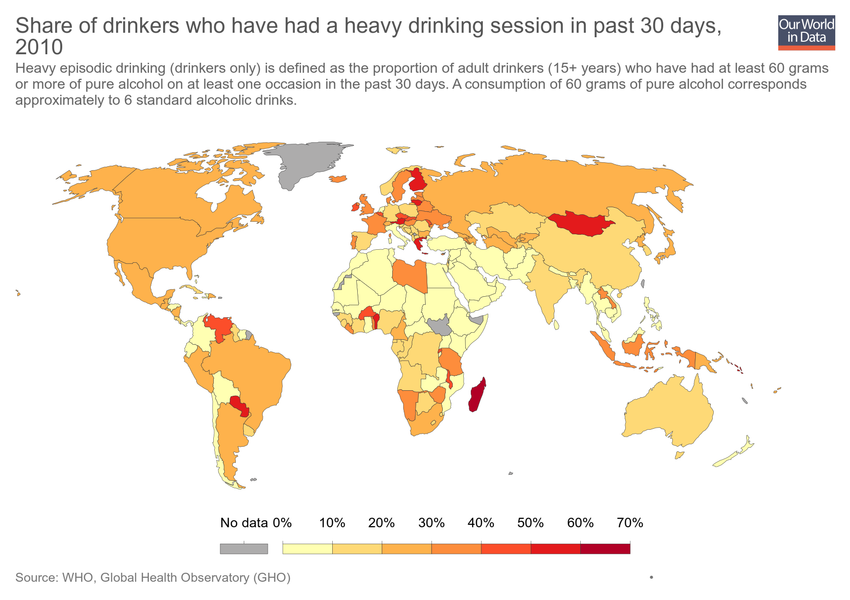 Share of drinkers who have had a heavy drinking session in past 30 days,
2010
Our World
in Data
Heavy episodic drinking (drinkers only) is defined as the proportion of adult drinkers (15+ years) who have had at least 60 grams
or more of pure alcohol on at least one occasion in the past 30 days. A consumption of 60 grams of pure alcohol corresponds
approximately to 6 standard alcoholic drinks.
No data 0% 10% 20% 30% 40% 50% 60% 70%
Source: WHO, Global Health Observatory (GHO)